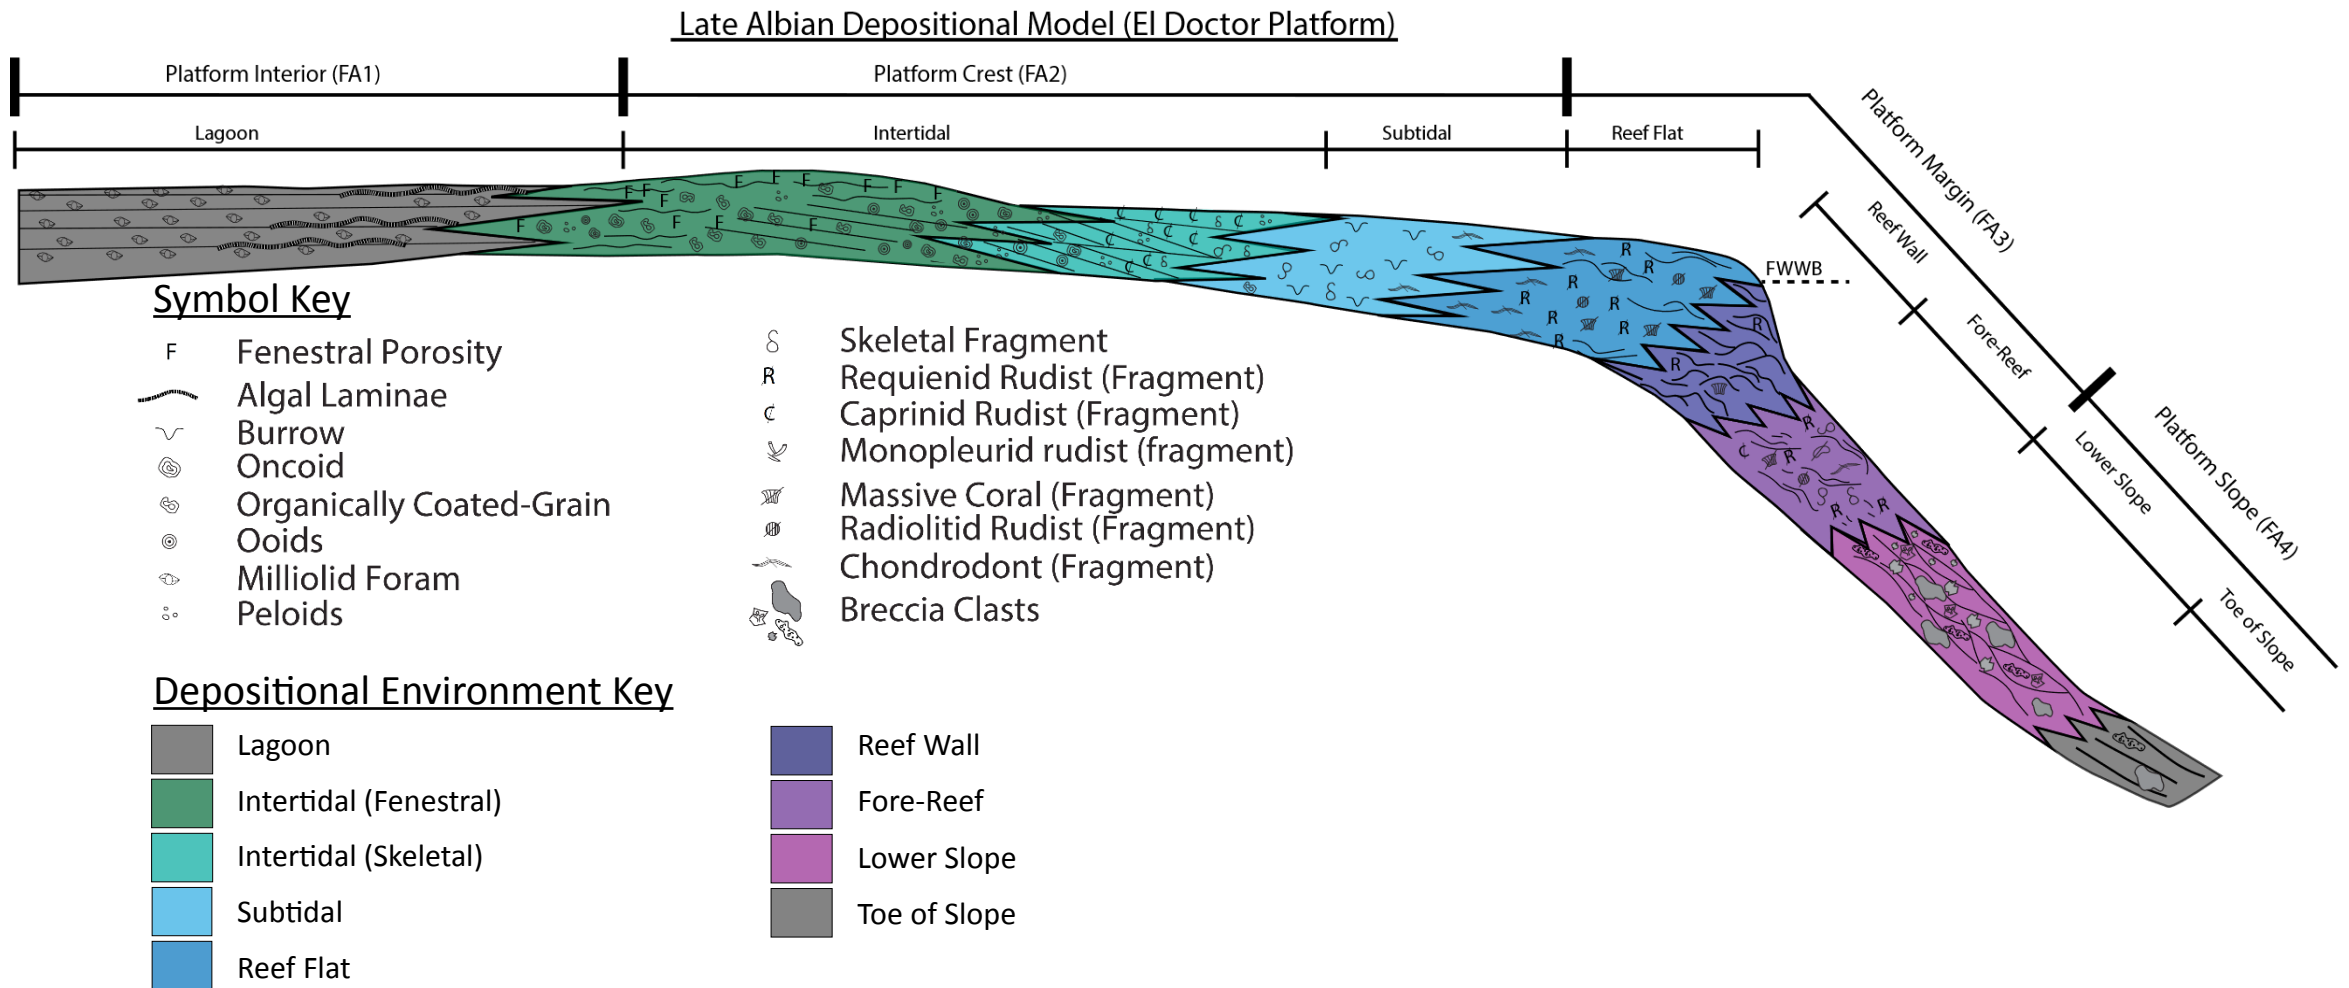 Late Albian Depositional Model (El Doctor Platform)
Platform Interior (FA1)
Platform Crest (FA2)
Platform Margin (FA3)
Platform Slope (FA4)
Lagoon
Intertidal
Subtidal
Reef Flat
Reef Wall
Fore-Reef
Lower Slope
Toe of Slope
FWWB
Symbol Key
F Fenestral Porosity
Algal Laminae
Burrow
Oncoid
Organically Coated-Grain
Ooids
Milliolid Foram
Peloids
Skeletal Fragment
R Requienid Rudist (Fragment)
¢ Caprinid Rudist (Fragment)
Monopleurid rudist (fragment)
Massive Coral (Fragment)
Radiolitid Rudist (Fragment)
Chondrodont (Fragment)
Breccia Clasts
Depositional Environment Key
Lagoon
Intertidal (Fenestral)
Intertidal (Skeletal)
Subtidal
Reef Flat
Reef Wall
Fore-Reef
Lower Slope
Toe of Slope